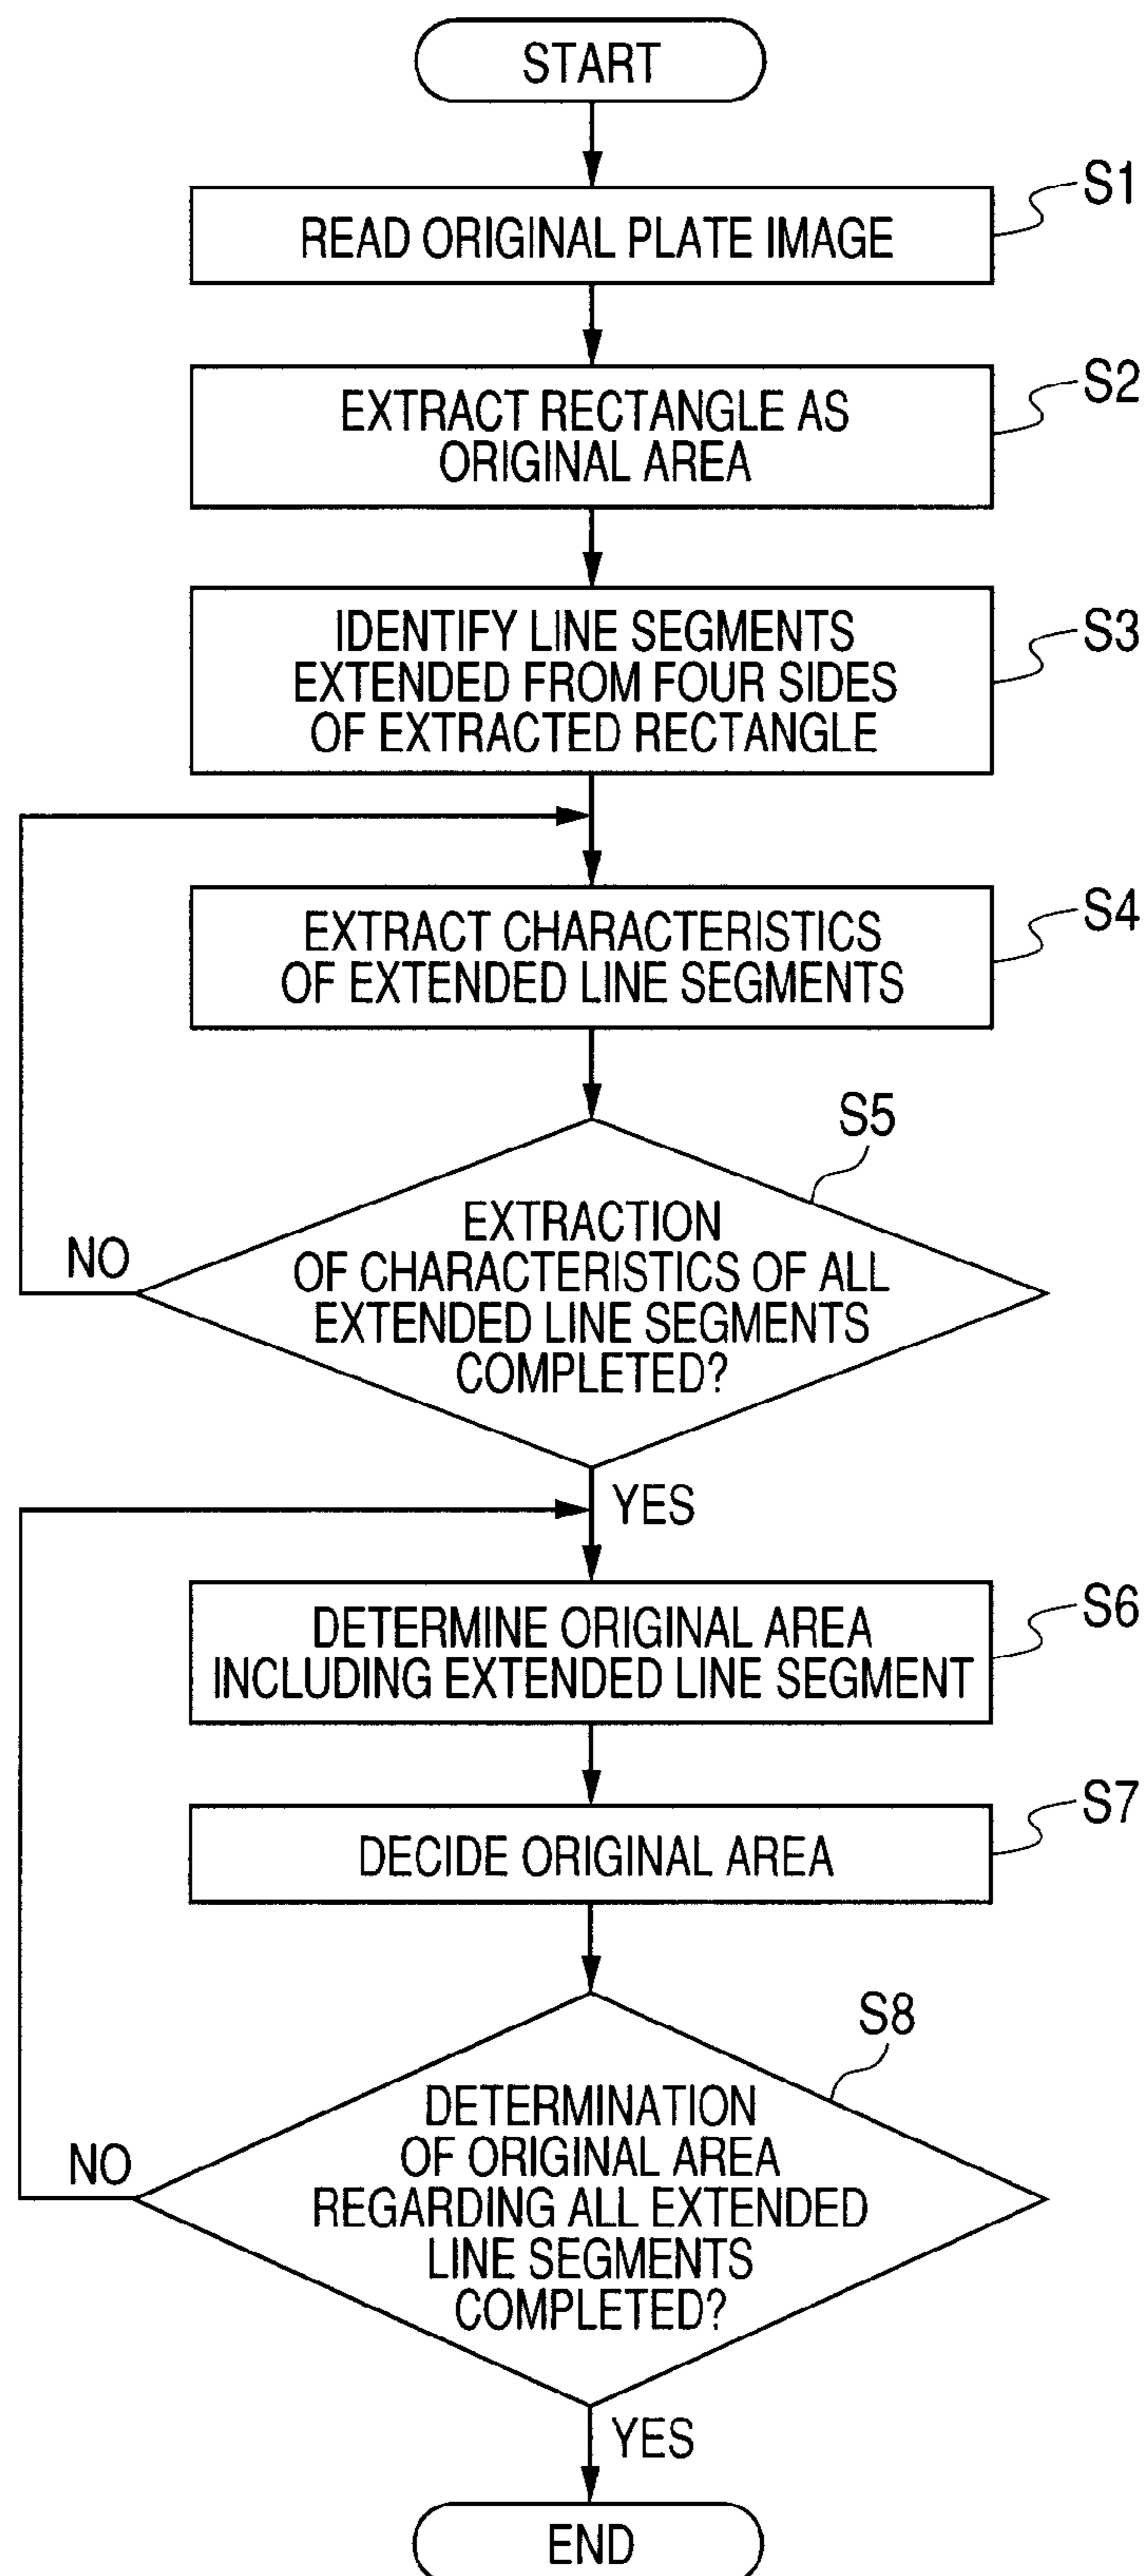 START
S1
READ ORIGINAL PLATE IMAGE
S2
EXTRACT RECTANGLE AS
ORIGINAL AREA
S3
IDENTIFY LINE SEGMENTS
EXTENDED FROM FOUR SIDES
OF EXTRACTED RECTANGLE
S4
EXTRACT CHARACTERISTICS
OF EXTENDED LINE SEGMENTS
S5
EXTRACTION
OF CHARACTERISTICS OF ALL
EXTENDED LINE SEGMENTS
COMPLETED?
NO
YES
S6
DETERMINE ORIGINAL AREA
INCLUDING EXTENDED LINE SEGMENT
S7
DECIDE ORIGINAL AREA
S8
DETERMINATION
OF ORIGINAL AREA
REGARDING ALL EXTENDED
LINE SEGMENTS
COMPLETED?
NO
YES
END